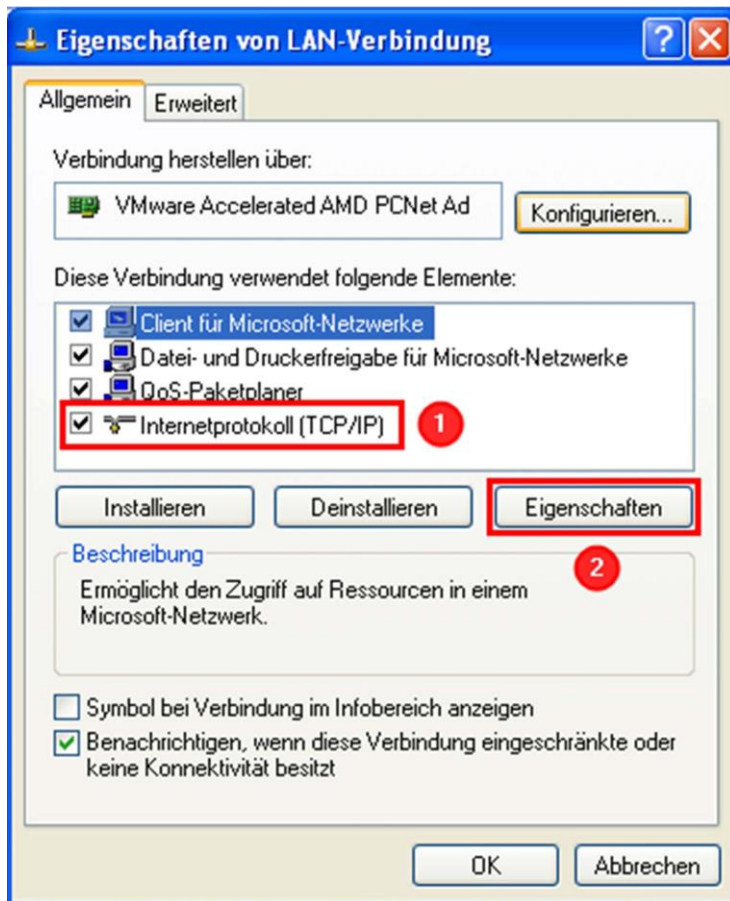 Eigenschaften von LAN-Verbindung
?
Allgemein
Erweitert
Verbindung herstellen über:
VMware Accelerated AMD PCNet Ad
Konfigurieren...
Diese Verbindung verwendet folgende Elemente:
Client für Microsoft-Netzwerke
Datei- und Druckerfreigabe für Microsoft-Netzwerke
QoS-Paketplaner
Internetprotokoll (TCP/IP)
1
Installieren
Deinstallieren
Eigenschaften
2
Beschreibung
Ermöglicht den Zugriff auf Ressourcen in einem
Microsoft-Netzwerk.
Symbol bei Verbindung im Infobereich anzeigen
Benachrichtigen, wenn diese Verbindung eingeschränkte oder
keine Konnektivität besitzt
OK
Abbrechen